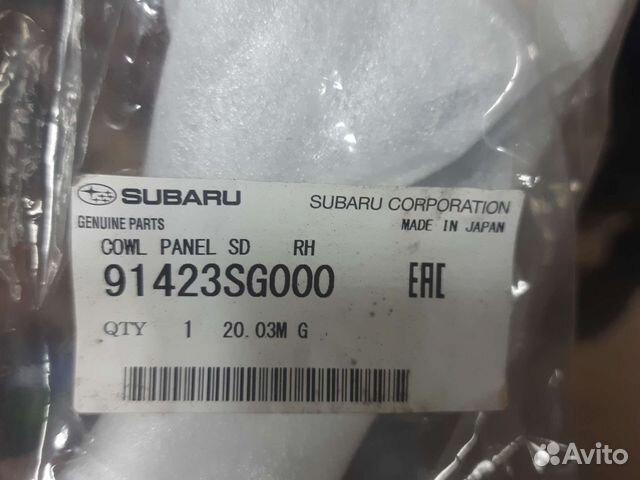 SUBARU
SUBARU CORPORATION
GENUINE PARTS
MADE IN JAPAN
COWL PANEL SD RH
91423SG000 EAC
QTY 1 20.03M G
Avito